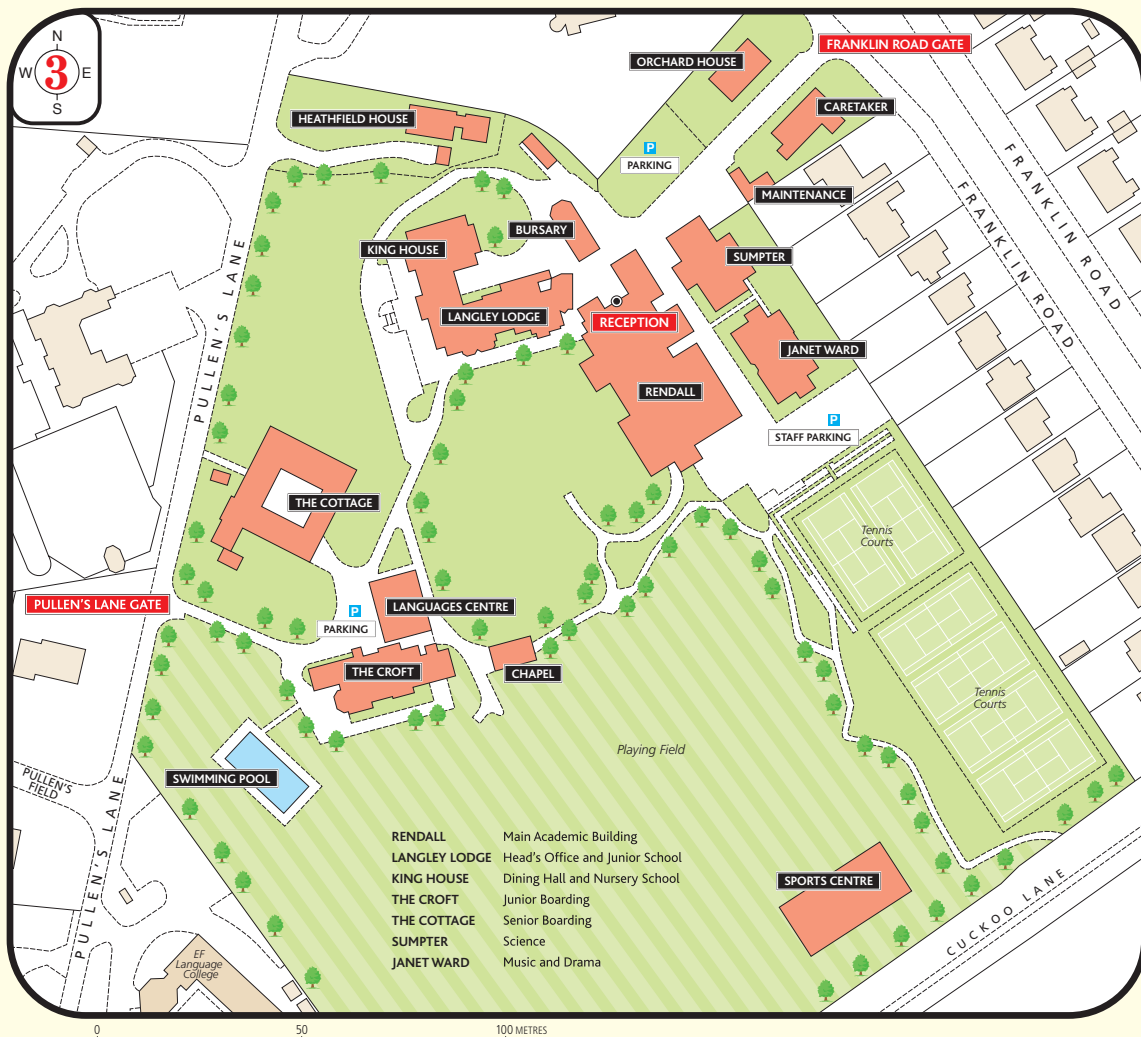 N
W 3 E
S
ORCHARD HOUSE
FRANKLIN ROAD GATE
HEATHFIELD HOUSE
CARETAKER
P
PARKING
MAINTENANCE
FRANKLIN ROAD
FRANKLIN ROAD
BURSARY
KING HOUSE
SUMPTER
PULLEN'S LANE
LANGLEY LODGE
RECEPTION
JANET WARD
RENDALL
P
STAFF PARKING
THE COTTAGE
Tennis
Courts
PULLEN'S LANE GATE
P
PARKING
LANGUAGES CENTRE
THE CROFT
CHAPEL
Tennis
Courts
Playing Field
SWIMMING POOL
PULLEN'S
FIELD
PULLEN'S LANE
RENDALL Main Academic Building
LANGLEY LODGE Head's Office and Junior School
KING HOUSE Dining Hall and Nursery School
THE CROFT Junior Boarding
THE COTTAGE Senior Boarding
SUMPTER Science
JANET WARD Music and Drama
SPORTS CENTRE
CUCKOO LANE
EF
Language
College
0 50 100 METRES